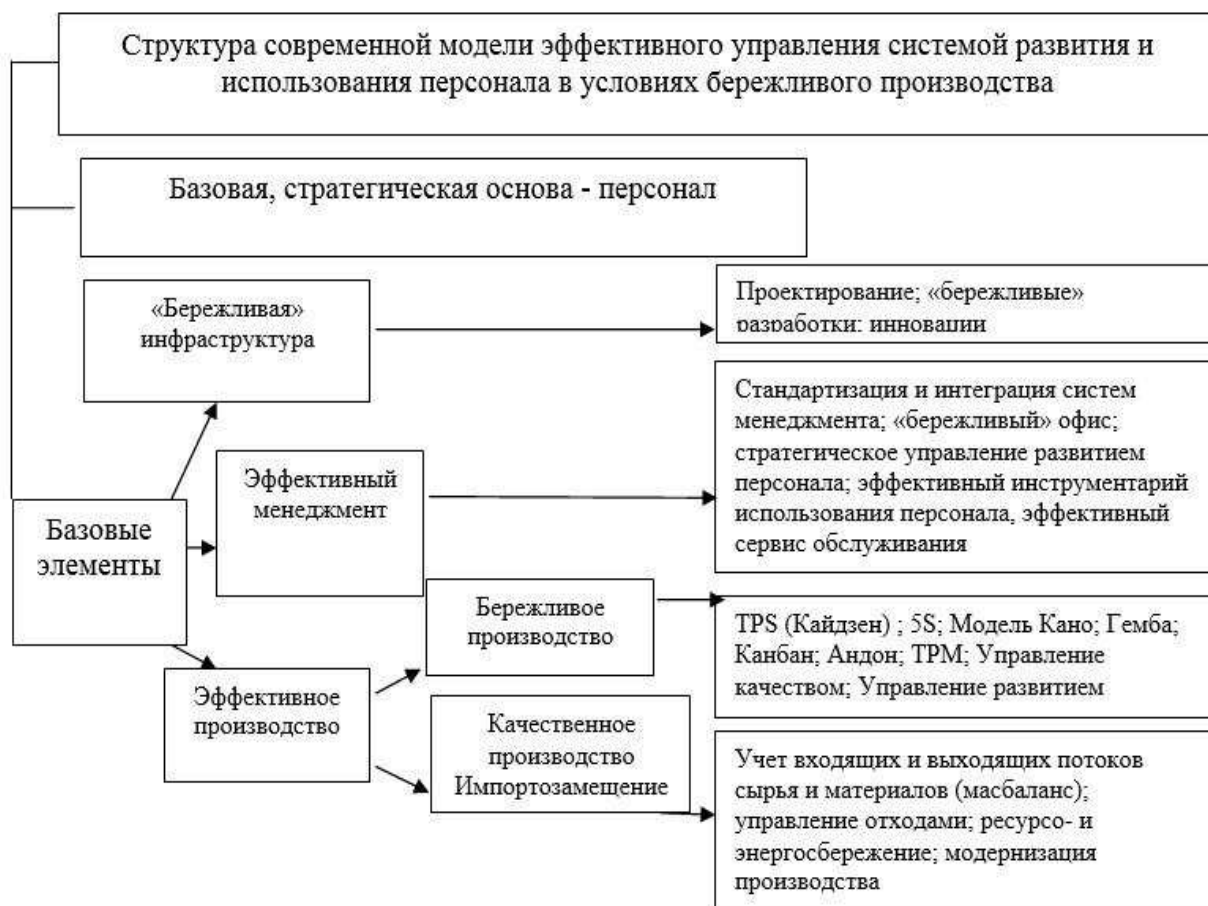 Структура современной модели эффективного управления системой развития и
использования персонала в условиях бережливого производства
Базовая, стратегическая основа - персонал
«Бережливая»
инфраструктура
Проектирование; «бережливые»
разработки; инновации
Эффективный
менеджмент
Стандартизация и интеграция систем
менеджмента; «бережливый» офис;
стратегическое управление развитием
персонала; эффективный инструментарий
использования персонала, эффективный
сервис обслуживания
Базовые
элементы
Бережливое
производство
TPS (Кайдзен) ; 5S; Модель Кано; Гемба;
Канбан; Андон; ТРМ; Управление
качеством; Управление развитием
Эффективное
производство
Качественное
производство
Импортозамещение
Учет входящих и выходящих потоков
сырья и материалов (масбаланс);
управление отходами; ресурсо- и
энергосбережение; модернизация
производства